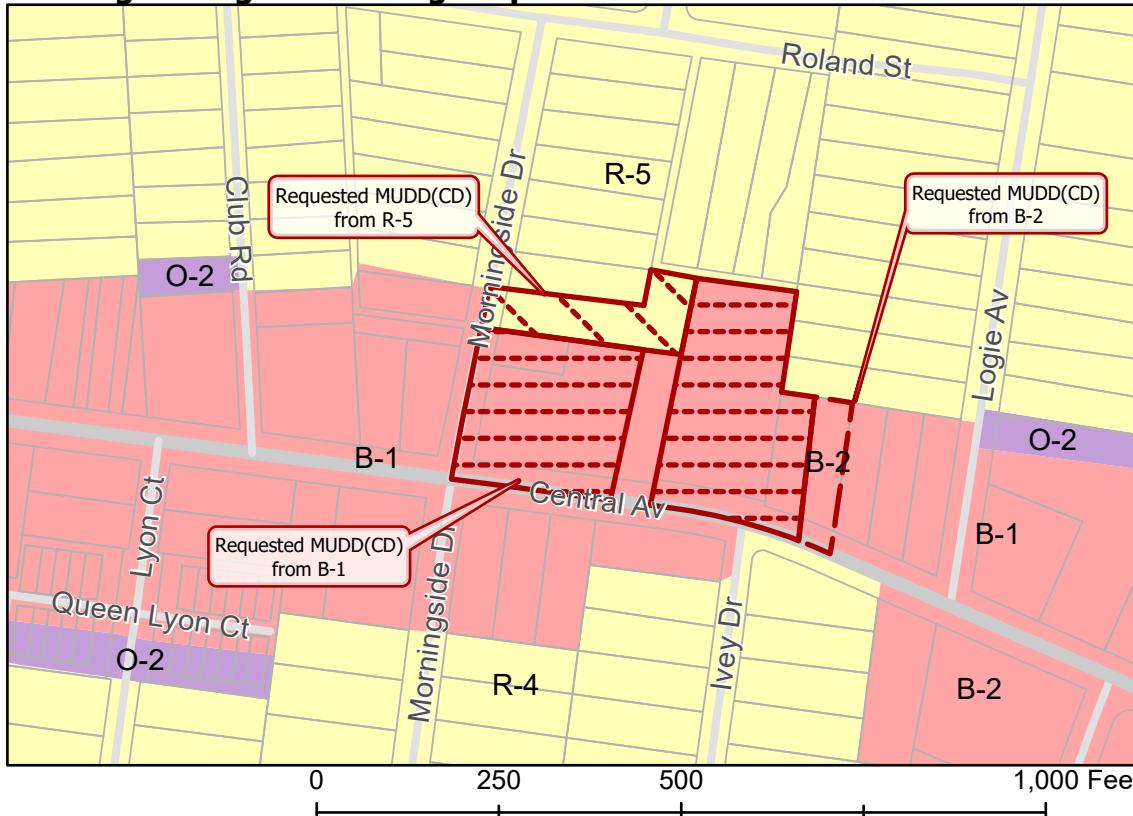 Roland St
R-5
Requested MUDD(CD)
from R-5
Requested MUDD(CD)
from B-2
Club Rd
Morningside Dr
O-2
Logie Av
O-2
B-1
B-2
Central Av
B-1
Requested MUDD(CD)
from B-1
Lyon Ct
Morningside Dr
Queen Lyon Ct
Ivey Dr
O-2
R-4
B-2
0
250
500
1,000 Fee